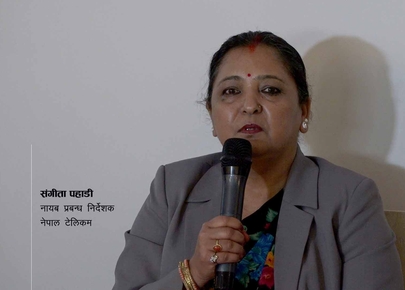 संगीता पहाडी
नायब प्रबन्ध निर्देशक
नेपाल टेलिकम